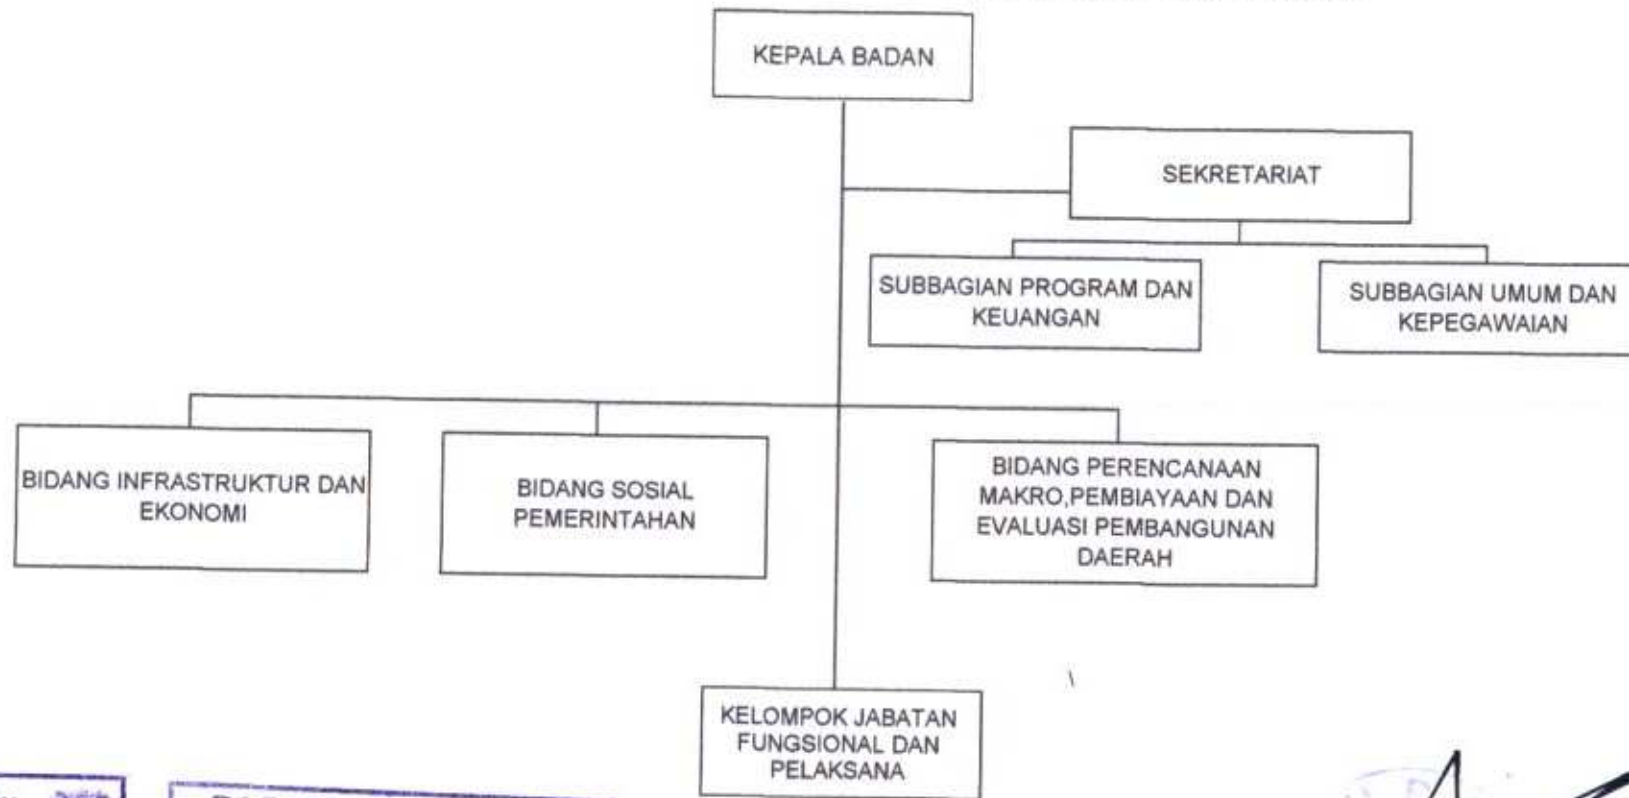 KEPALA BADAN
SEKRETARIAT
SUBBAGIAN PROGRAM DAN
KEUANGAN
SUBBAGIAN UMUM DAN
KEPEGAWAIAN
BIDANG INFRASTRUKTUR DAN
EKONOMI
BIDANG SOSIAL
PEMERINTAHAN
BIDANG PERENCANAAN
MAKRO,PEMBIAYAAN DAN
EVALUASI PEMBANGUNAN
DAERAH
KELOMPOK JABATAN
FUNGSIONAL DAN
PELAKSANA